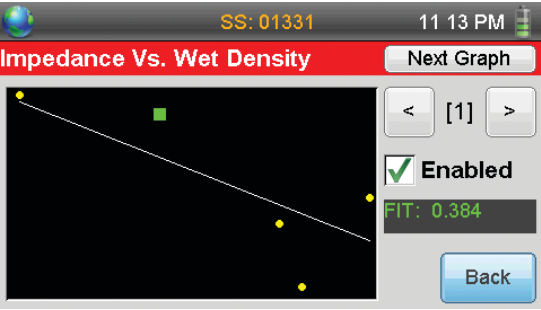 SS: 01331 11 13 PM
Impedance Vs. Wet Density Next Graph
< [1] >
Enabled
FIT: 0.384
Back